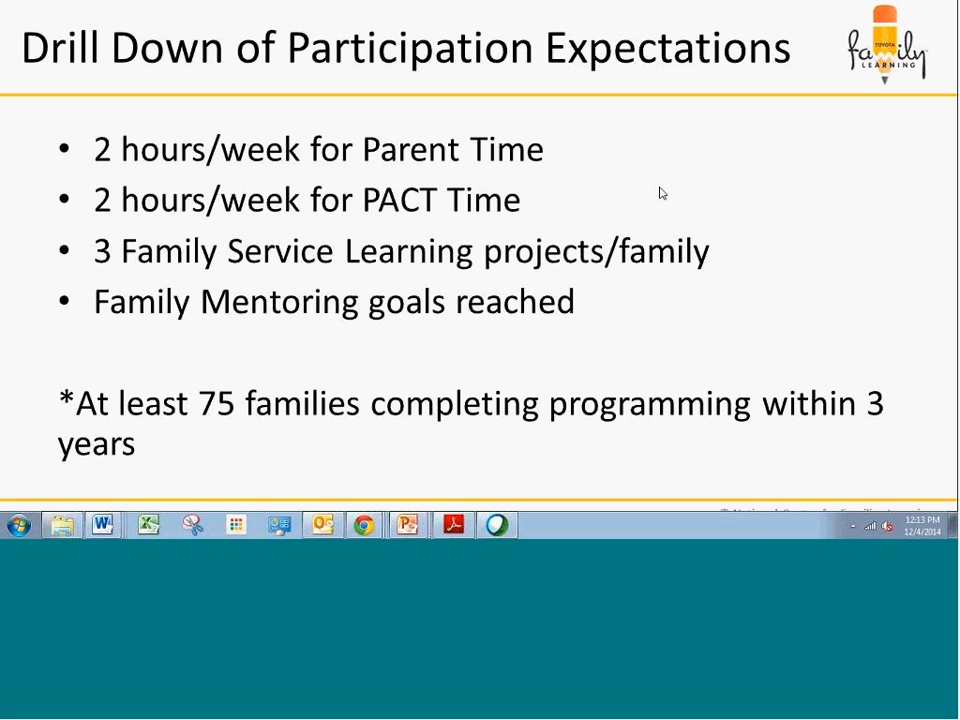 Drill Down of Participation Expectations
TOYOTA
family
LEARNING
• 2 hours/week for Parent Time
• 2 hours/week for PACT Time
• 3 Family Service Learning projects/family
• Family Mentoring goals reached
*At least 75 families completing programming within 3
years
12:13 PM
12/4/2014